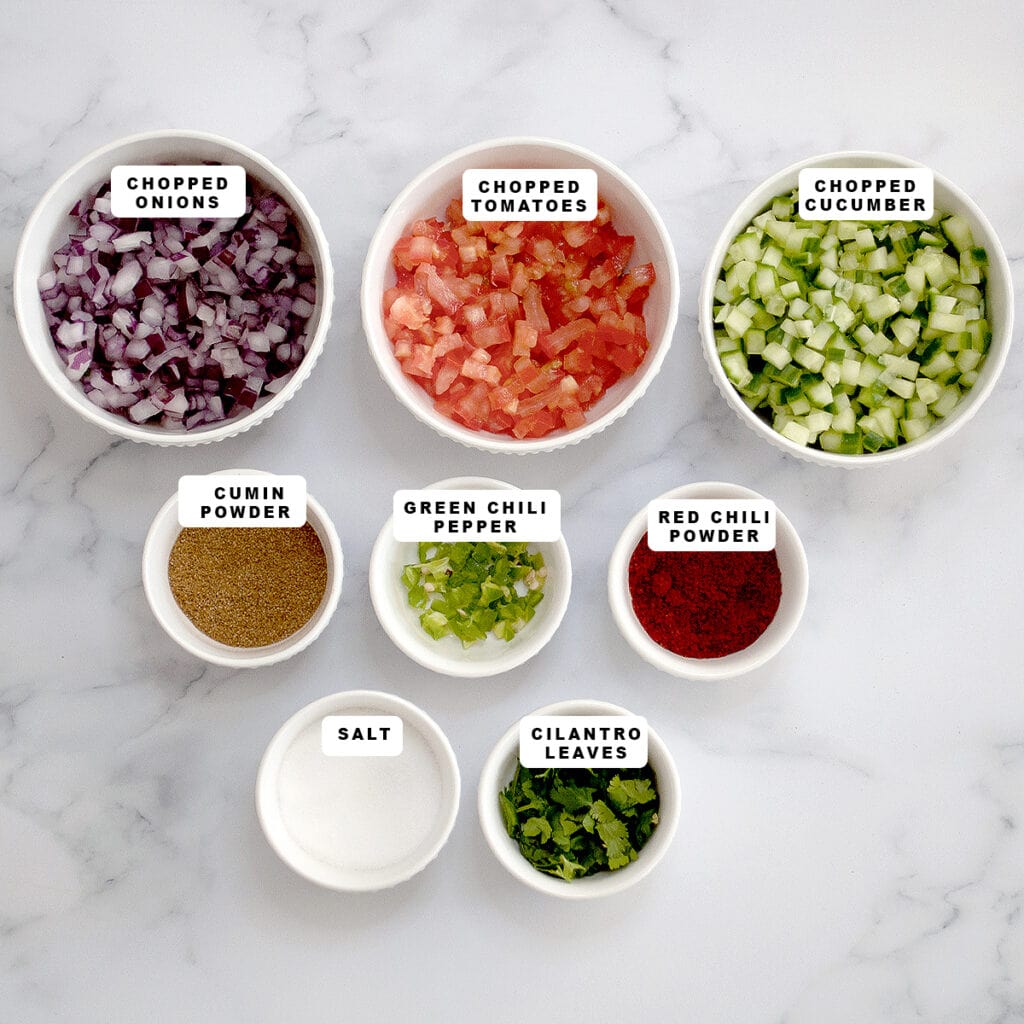 CHOPPED
ONIONS
CHOPPED
TOMATOES
CHOPPED
CUCUMBER
CUMIN
POWDER
GREEN CHILI
PEPPER
RED CHILI
POWDER
SALT
CILANTRO
LEAVES